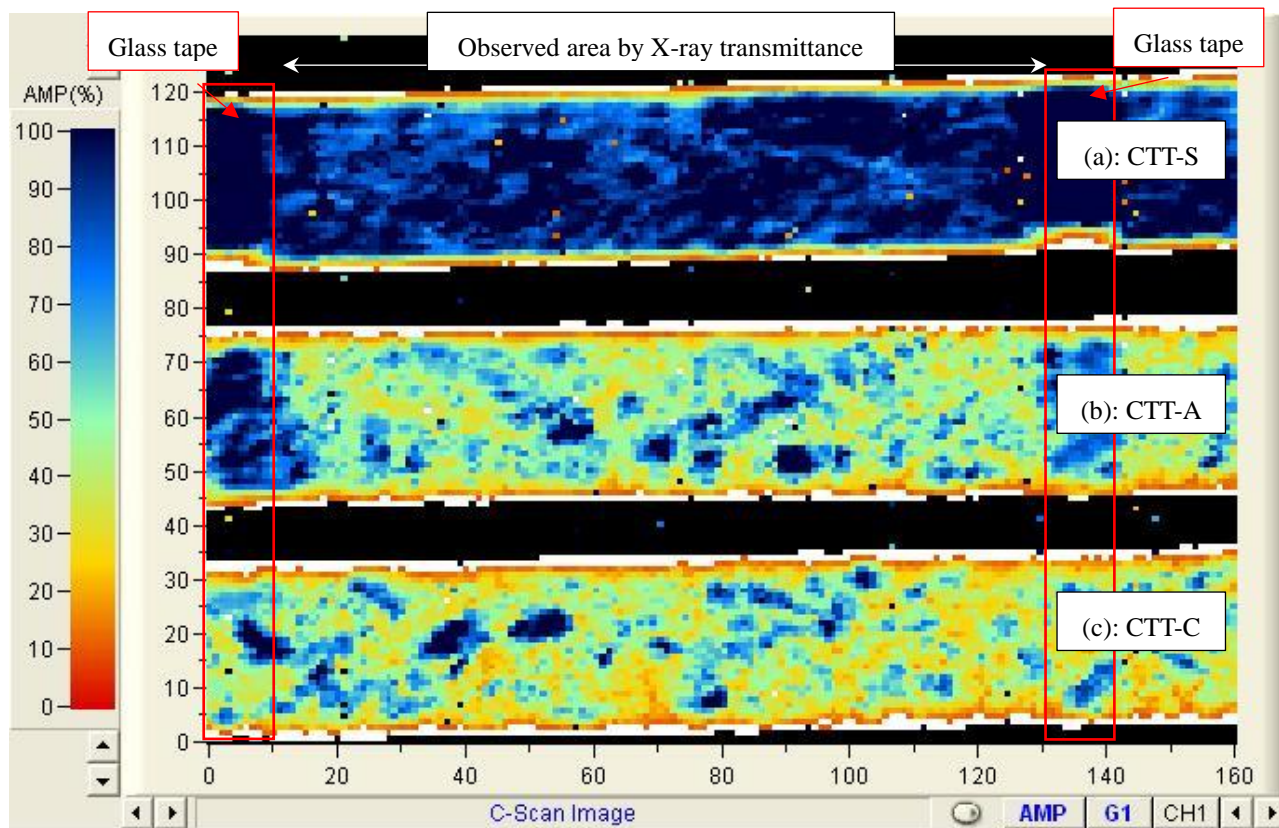 Glass tape
Observed area by X-ray transmittance
Glass tape
AMP(%)
100
90
80
70
60
50
40
30
20
10
0
120
110
100
90
80
70
60
50
40
30
20
10
0
(a): CTT-S
(b): CTT-A
(c): CTT-C
0 20 40 60 80 100 120 140 160
C-Scan Image AMP G1 CH1